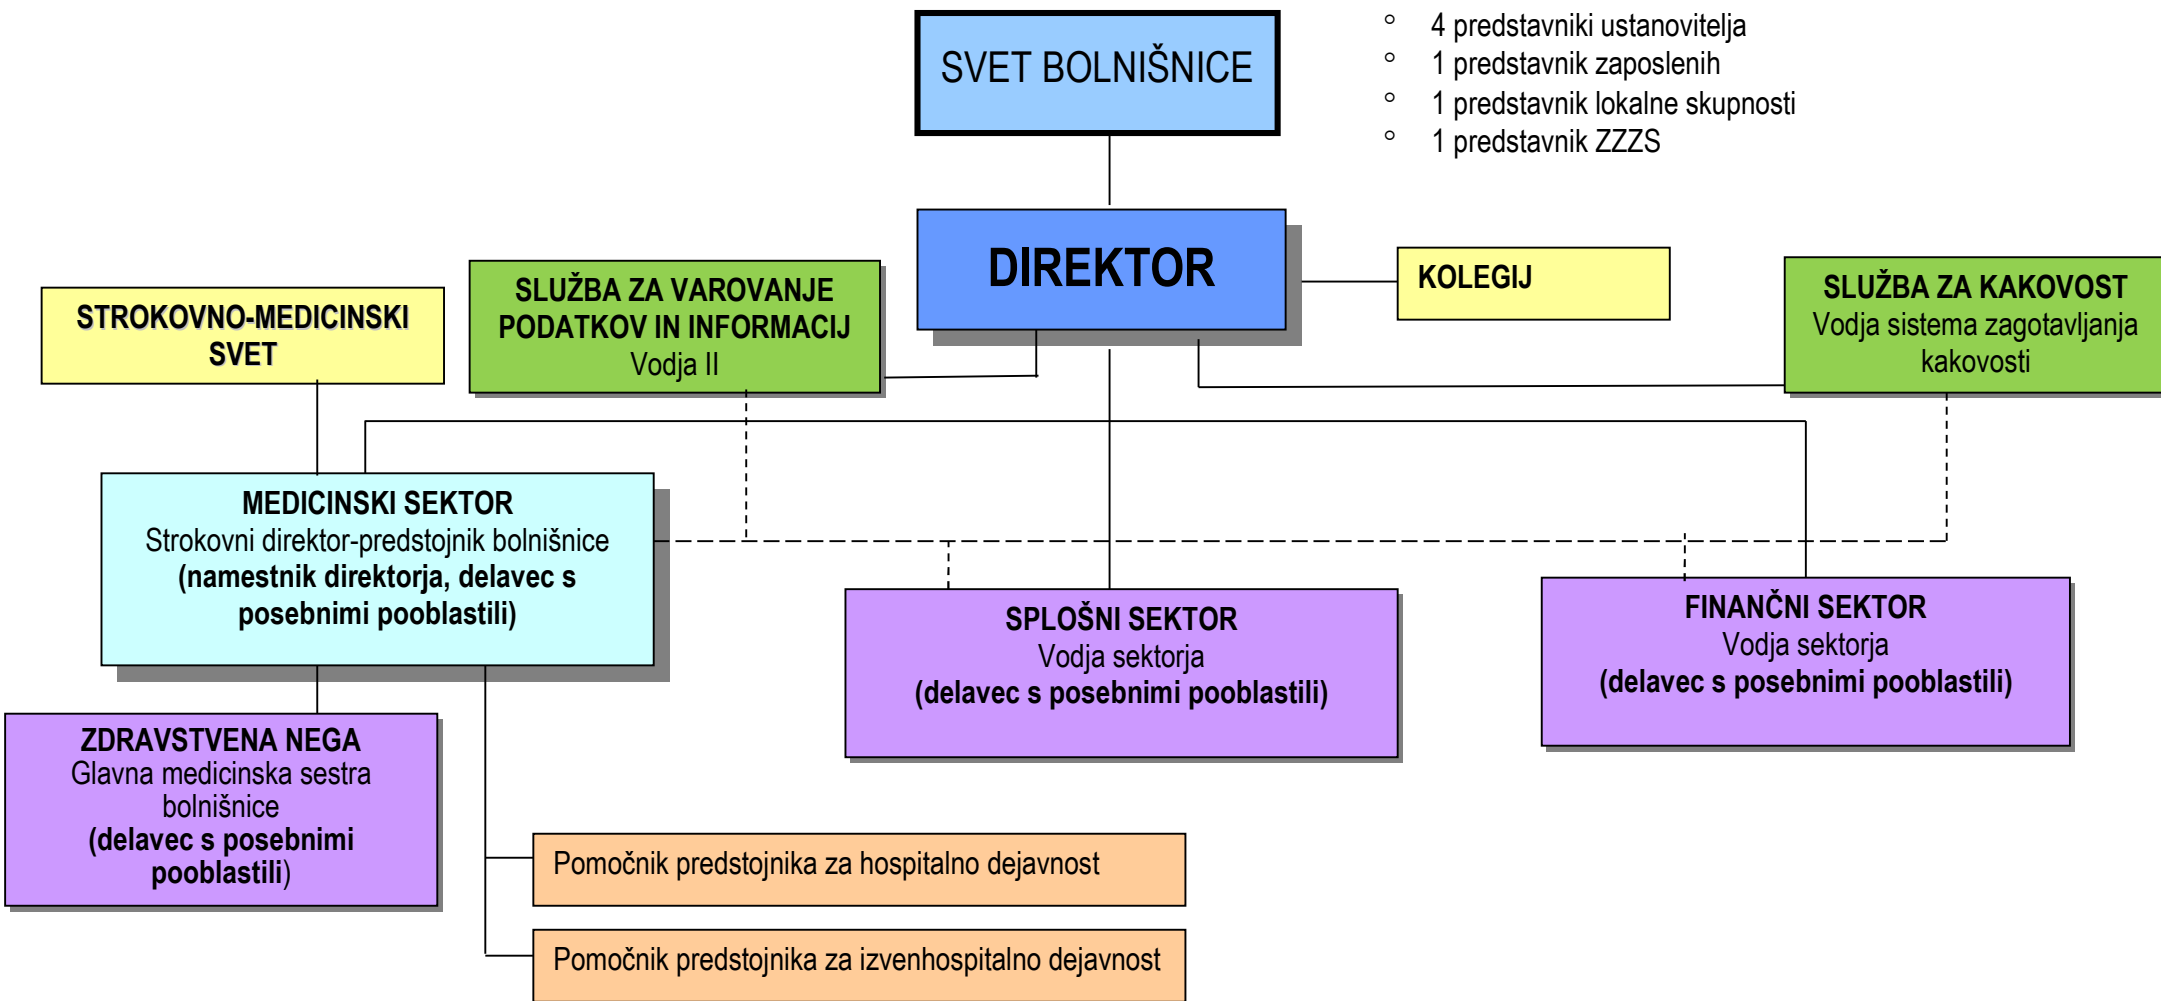 SVET BOLNIŠNICE
° 4 predstavniki ustanovitelja
° 1 predstavnik zaposlenih
° 1 predstavnik lokalne skupnosti
° 1 predstavnik ZZZS
DIREKTOR
KOLEGIJ
STROKOVNO-MEDICINSKI
SVET
SLUŽBA ZA VAROVANJE
PODATKOV IN INFORMACIJ
Vodja II
SLUŽBA ZA KAKOVOST
Vodja sistema zagotavljanja
kakovosti
MEDICINSKI SEKTOR
Strokovni direktor-predstojnik bolnišnice
(namestnik direktorja, delavec s
posebnimi pooblastili)
SPLOŠNI SEKTOR
Vodja sektorja
(delavec s posebnimi pooblastili)
FINANČNI SEKTOR
Vodja sektorja
(delavec s posebnimi pooblastili)
ZDRAVSTVENA NEGA
Glavna medicinska sestra
bolnišnice
(delavec s posebnimi
pooblastili)
Pomočnik predstojnika za hospitalno dejavnost
Pomočnik predstojnika za izvenhospitalno dejavnost